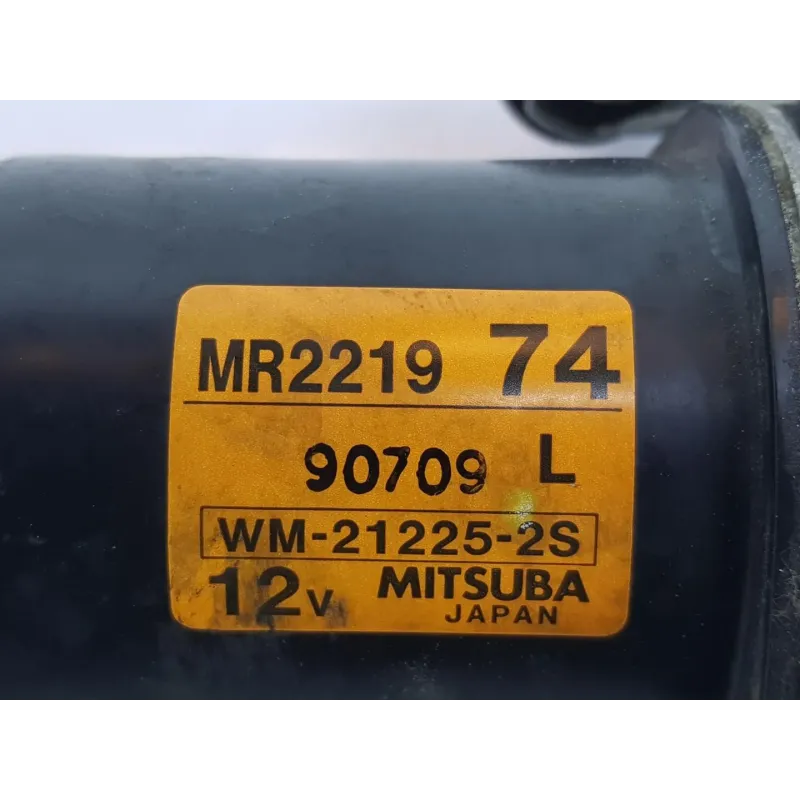 MR2219 74
90709 L
WM-21225-2S
12V MITSUBA
JAPAN